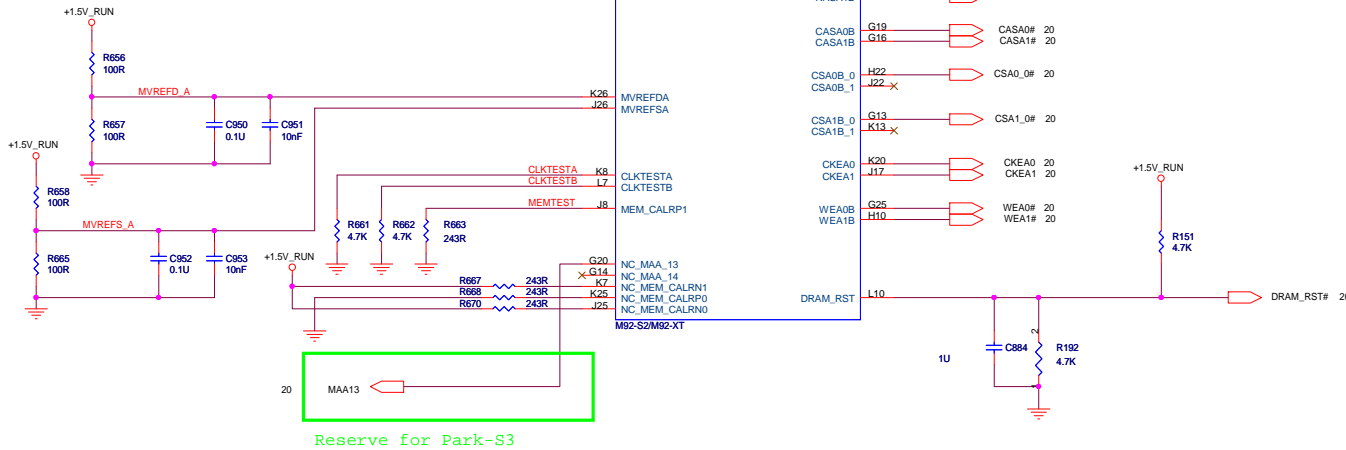 +1.5V_RUN
R656
100R
MVREFD_A
R657
100R
C950
0.1U
C951
10nF
+1.5V_RUN
R658
100R
MVREFS_A
R665
100R
C952
0.1U
C953
10nF
CLKTESTA
CLKTESTB
MEMTEST
R661
4.7K
R662
4.7K
R663
243R
+1.5V_RUN
R667 243R
R668 243R
R670 243R
K26 MVREFDA
J26 MVREFSA
K8 CLKTESTA
L7 CLKTESTB
J8 MEM_CALRP1
G20 NC_MAA_13
G14 NC_MAA_14
K7 NC_MEM_CALRN1
K25 NC_MEM_CALRP0
J25 NC_MEM_CALRN0
M92-S2/M92-XT
CASA0B G19 CASA0# 20
CASA1B G16 CASA1# 20
CSA0B_0 H22 CSA0_0# 20
CSA0B_1 J22
CSA1B_0 G13 CSA1_0# 20
CSA1B_1 K13
CKEA0 K20 CKEA0 20
CKEA1 J17 CKEA1 20
WEA0B G25 WEA0# 20
WEA1B H10 WEA1# 20
DRAM_RST L10 DRAM_RST#
+1.5V_RUN
R151
4.7K
C884
1U
2
R192
4.7K
1
20 MAA13
Reserve for Park-S3